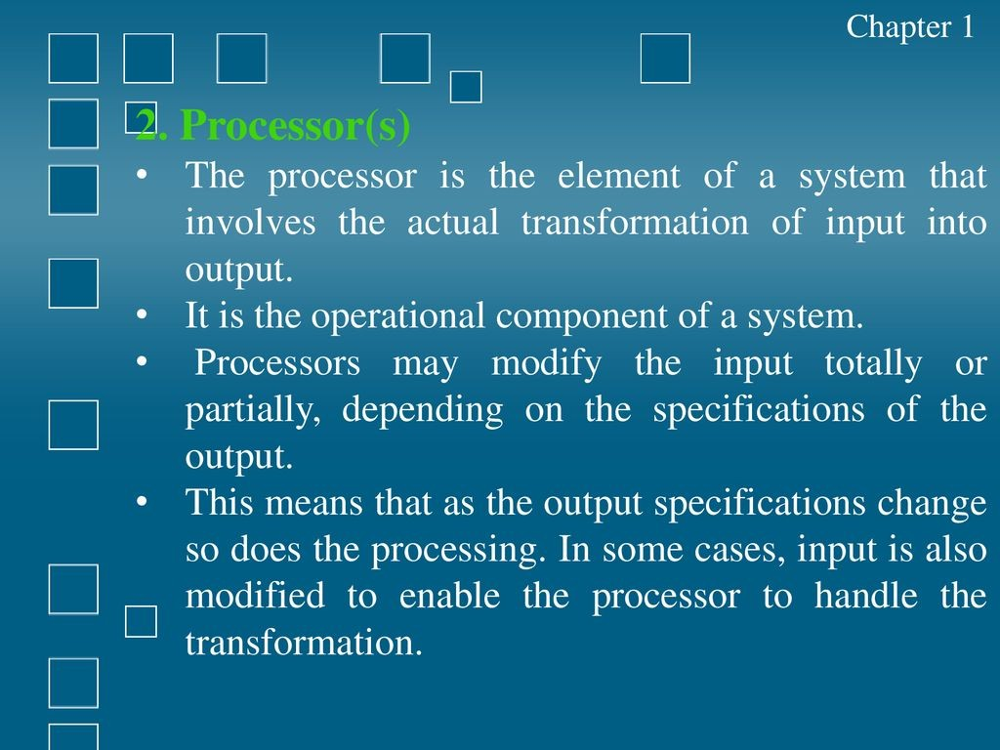 Chapter 1
2. Processor(s)
• The processor is the element of a system that
involves the actual transformation of input into
output.
• It is the operational component of a system.
• Processors may modify the input totally or
partially, depending on the specifications of the
output.
• This means that as the output specifications change
so does the processing. In some cases, input is also
modified to enable the processor to handle the
transformation.